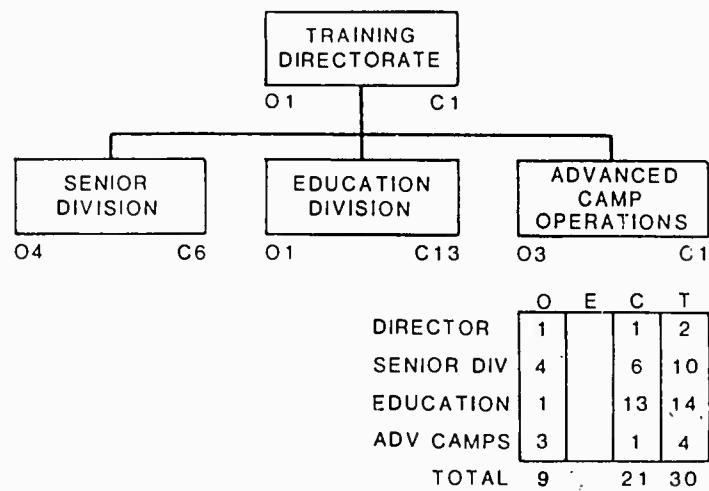 TRAINING
DIRECTORATE
O1 C1
SENIOR
DIVISION
EDUCATION
DIVISION
ADVANCED
CAMP
OPERATIONS
O4 C6
O1 C13
O3 C1
O E C T
DIRECTOR 1 1 2
SENIOR DIV 4 6 10
EDUCATION 1 13 14
ADV CAMPS 3 1 4
TOTAL 9 21 30